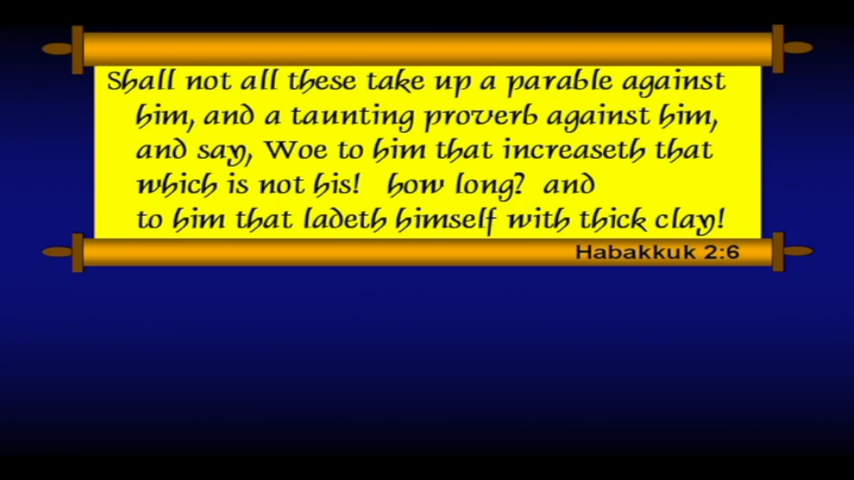 Shall not all these take up a parable against
him, and a taunting proverb against him,
and say, Woe to him that increaseth that
which is not his! how long? and
to him that ladeth himself with thick clay!
Habakkuk 2:6